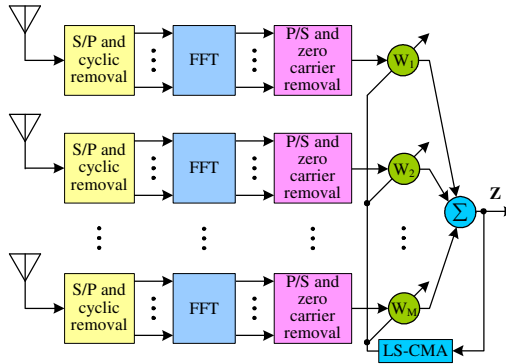 S/P and
cyclic
removal
FFT
P/S and
zero
carrier
removal
W1
S/P and
cyclic
removal
FFT
P/S and
zero
carrier
removal
W2
Σ
Z
S/P and
cyclic
removal
FFT
P/S and
zero
carrier
removal
WM
LS-CMA